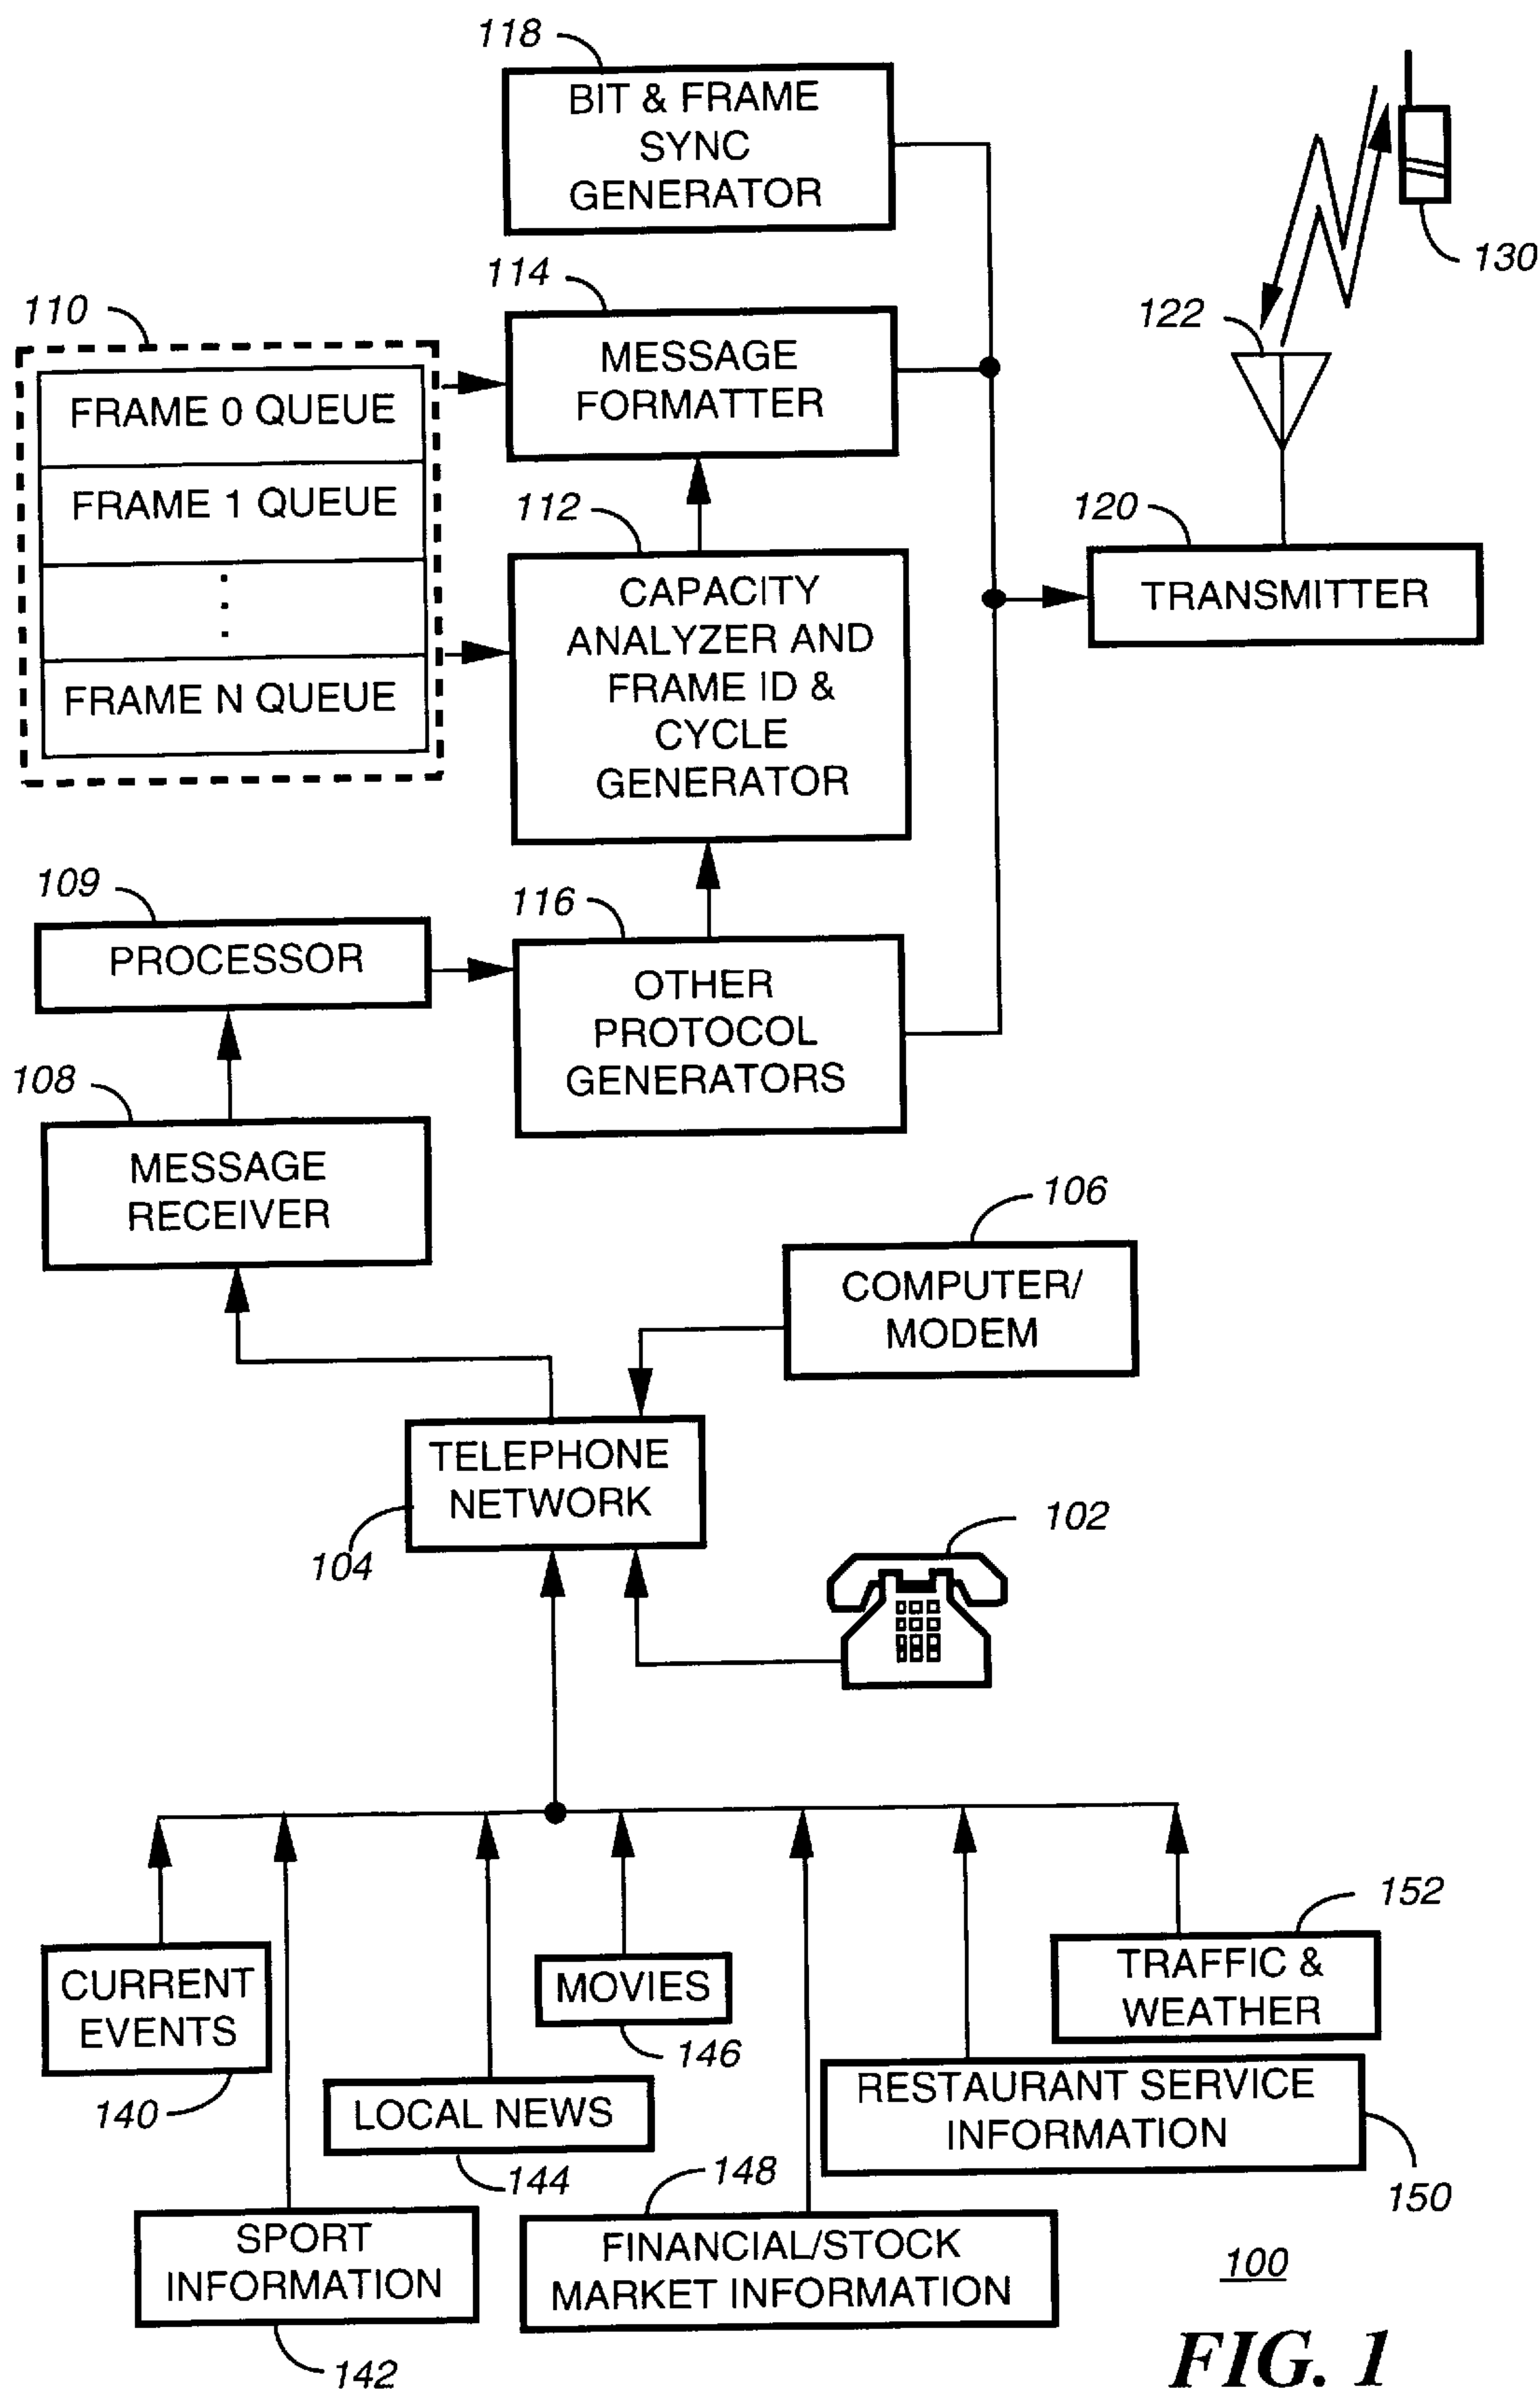 118
BIT & FRAME
SYNC
GENERATOR
130
114
MESSAGE
FORMATTER
110
FRAME 0 QUEUE
FRAME 1 QUEUE
FRAME N QUEUE
122
112
CAPACITY
ANALYZER AND
FRAME ID &
CYCLE
GENERATOR
120
TRANSMITTER
109
PROCESSOR
116
OTHER
PROTOCOL
GENERATORS
108
MESSAGE
RECEIVER
106
COMPUTER/
MODEM
TELEPHONE
NETWORK
104
102
CURRENT
EVENTS
140
MOVIES
146
152
TRAFFIC &
WEATHER
LOCAL NEWS
144
RESTAURANT SERVICE
INFORMATION
150
SPORT
INFORMATION
142
148
FINANCIAL/STOCK
MARKET INFORMATION
100
FIG. 1